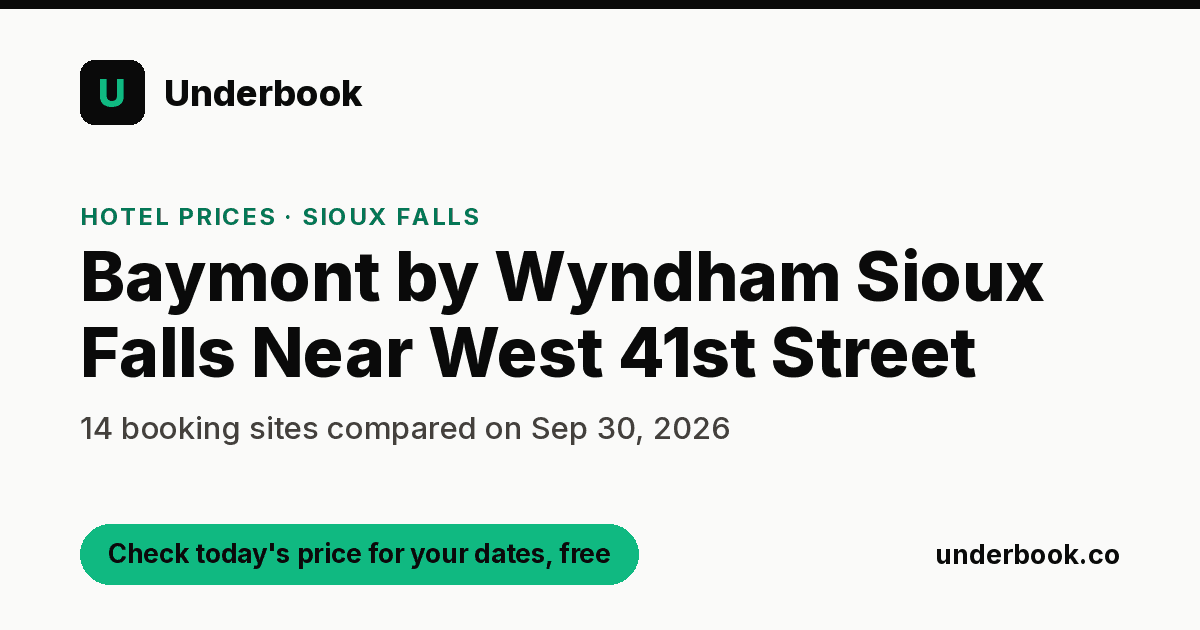 U
Underbook
HOTEL PRICES · SIOUX FALLS
Baymont by Wyndham Sioux
Falls Near West 41st Street
14 booking sites compared on Sep 30, 2026
Check today's price for your dates, free
underbook.co